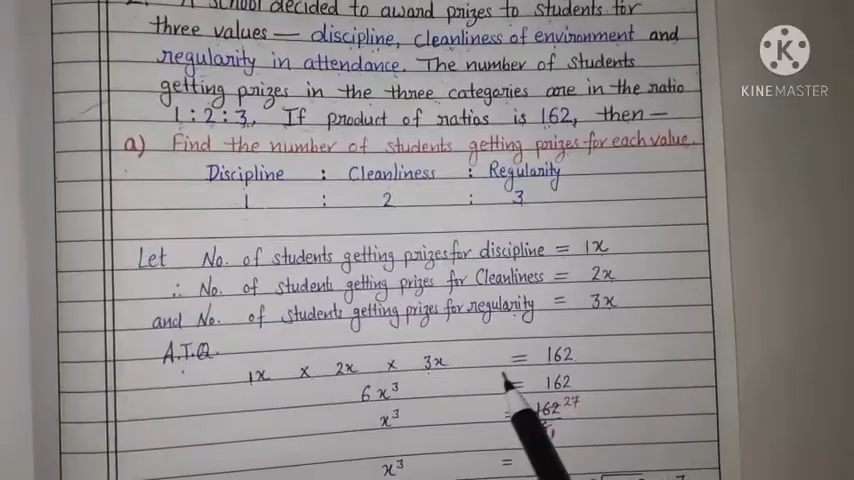 A school decided to award prizes to students for
three values — discipline, cleanliness of environment and
regularity in attendance. The number of students
getting prizes in the three categories are in the ratio
1:2:3. If product of ratios is 162, then —
a) Find the number of students getting prizes for each value.
Discipline : Cleanliness : Regularity
1 : 2 : 3
Let No. of students getting prizes for discipline = 1x
∴ No. of students getting prizes for Cleanliness = 2x
and No. of students getting prizes for regularity = 3x
A.T.Q.
1x × 2x × 3x = 162
6x³ = 162
x³ = 162 27
x³ =
K
KINEMASTER